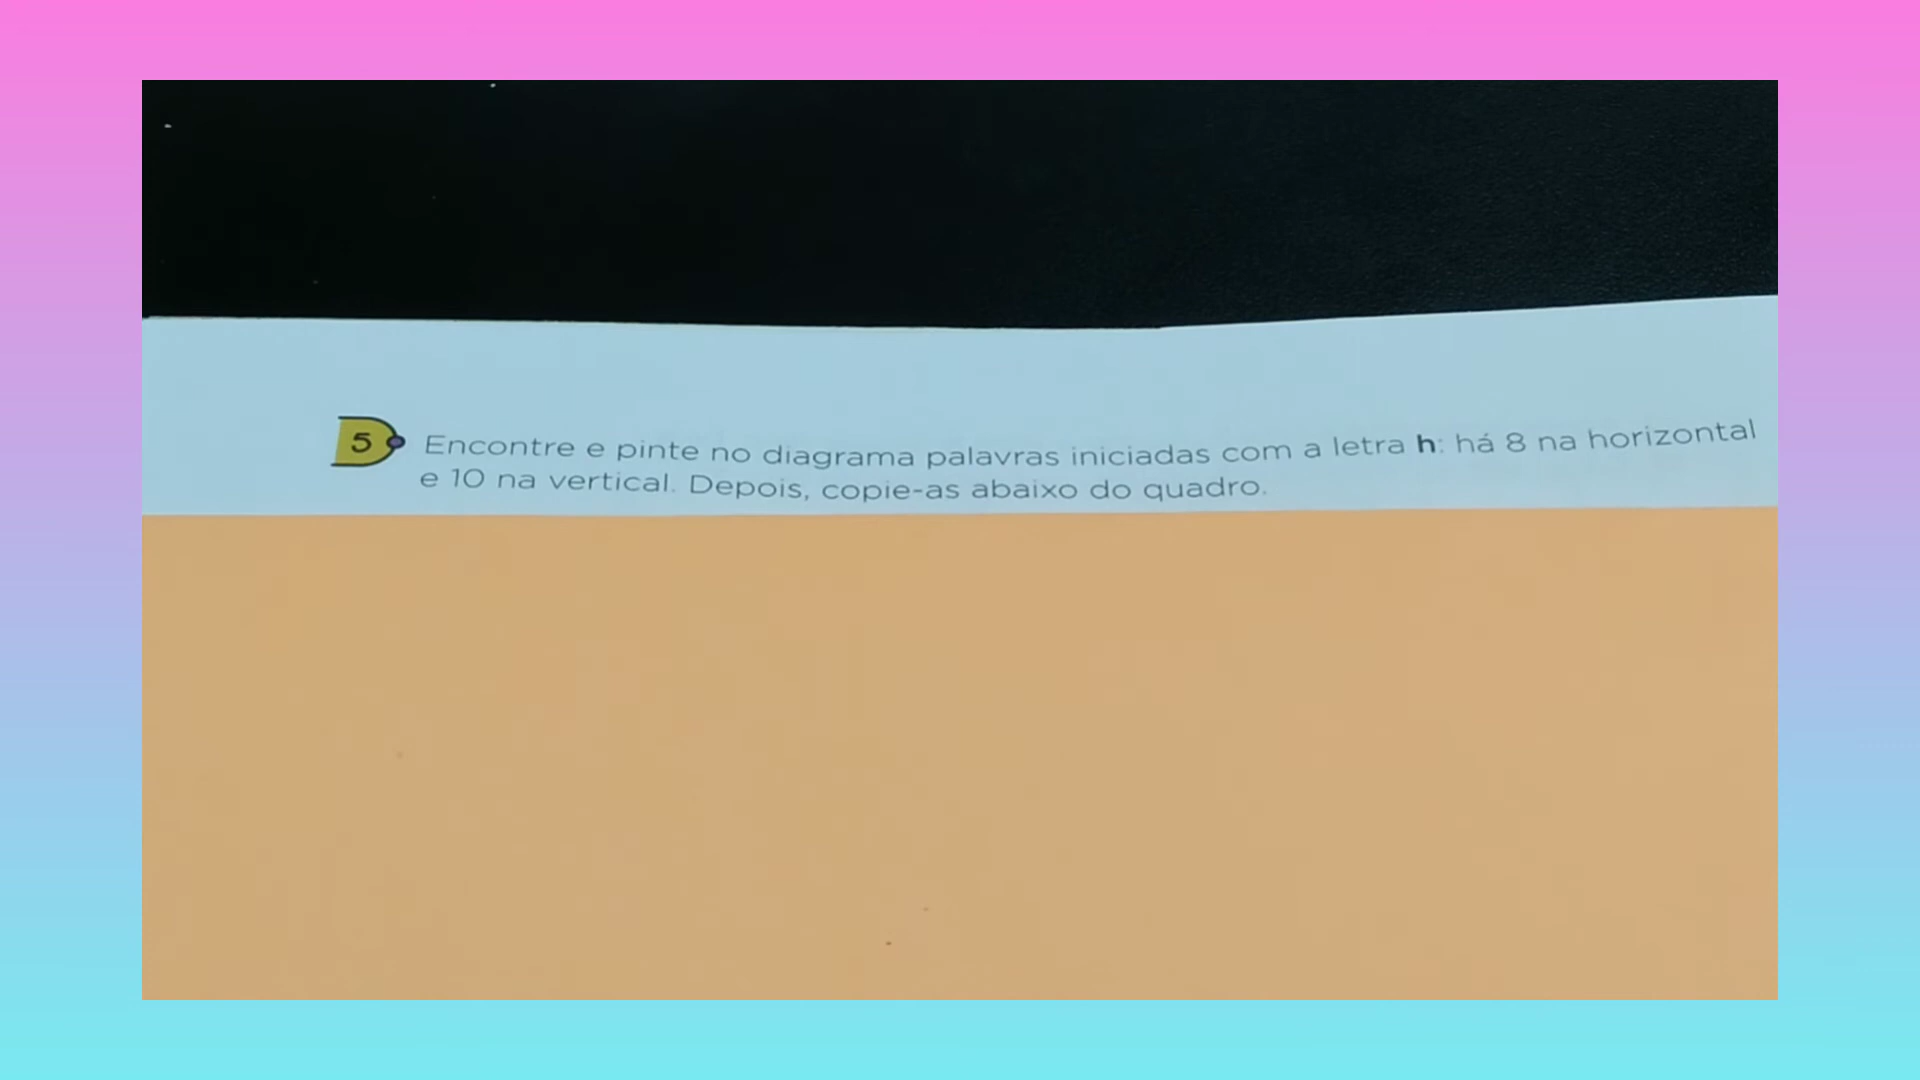 5 Encontre e pinte no diagrama palavras iniciadas com a letra h: há 8 na horizontal
e 10 na vertical. Depois, copie-as abaixo do quadro.